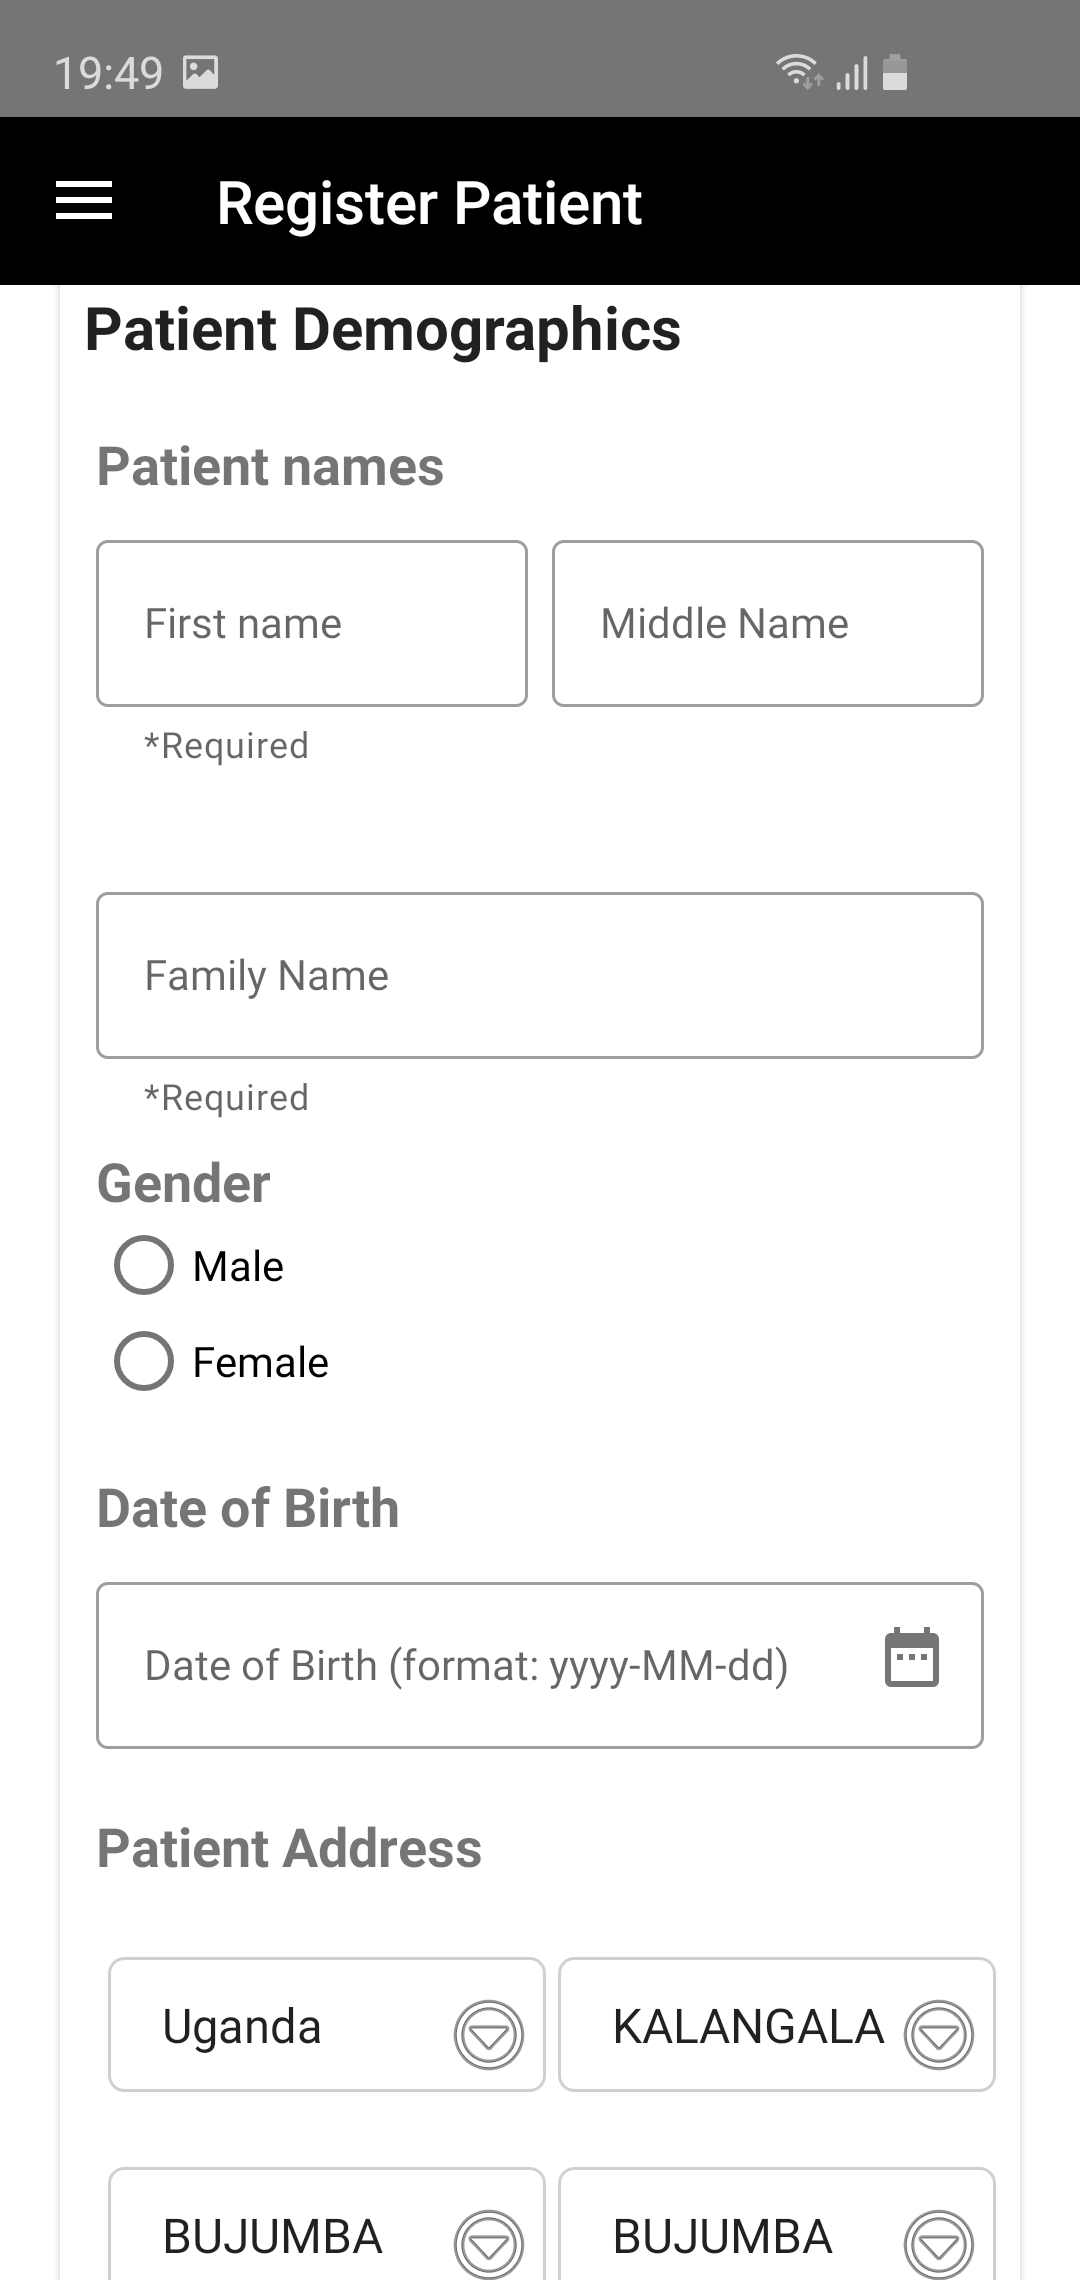 19:49
Register Patient
Patient Demographics
Patient names
First name
Middle Name
*Required
Family Name
*Required
Gender
Male
Female
Date of Birth
Date of Birth (format: yyyy-MM-dd)
Patient Address
Uganda
KALANGALA
BUJUMBA
BUJUMBA